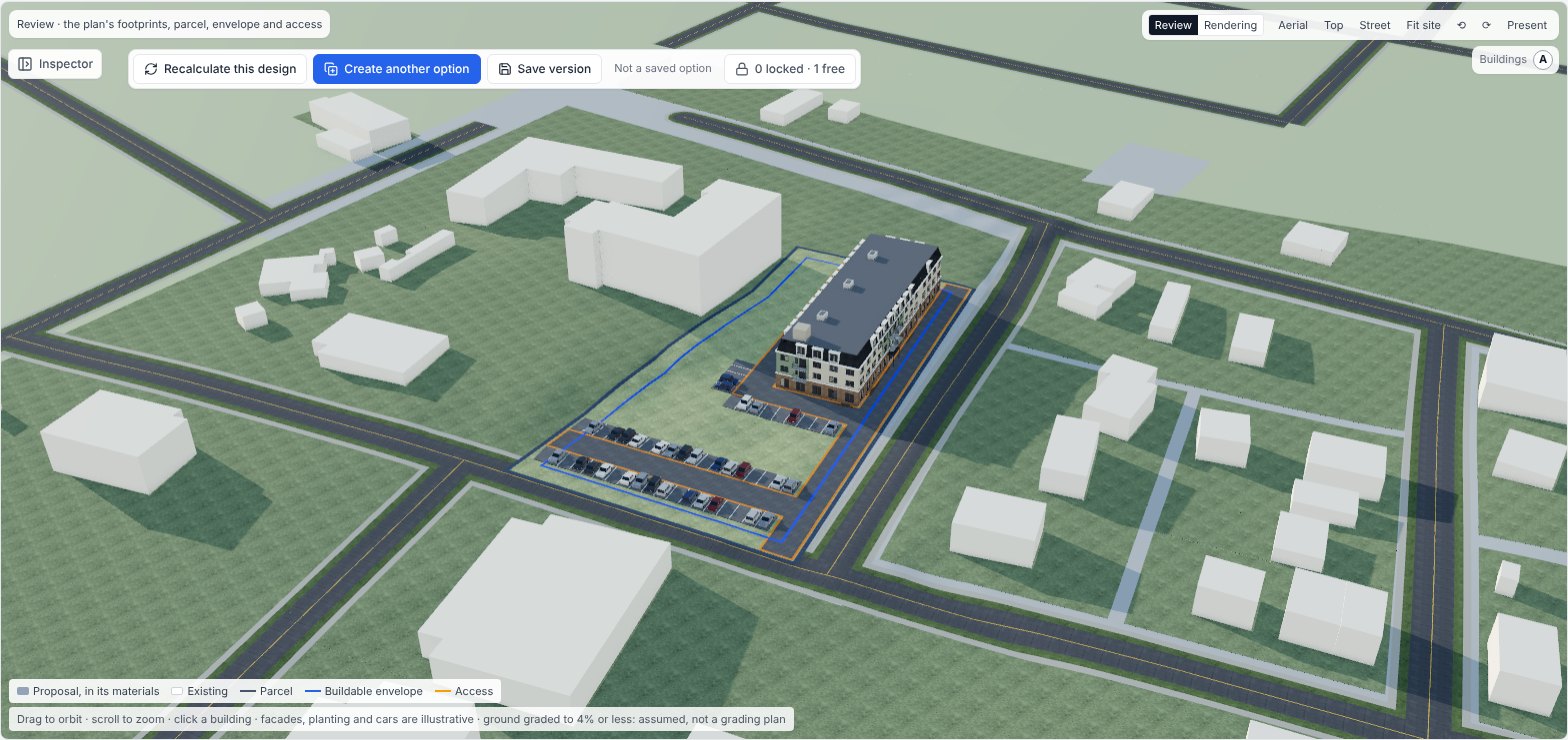 Review · the plan's footprints, parcel, envelope and access
Review Rendering Aerial Top Street Fit site ⟲ ⟳ Present
Inspector
Recalculate this design Create another option Save version Not a saved option 0 locked · 1 free
Buildings A
Proposal, in its materials Existing Parcel Buildable envelope Access
Drag to orbit · scroll to zoom · click a building · facades, planting and cars are illustrative · ground graded to 4% or less: assumed, not a grading plan